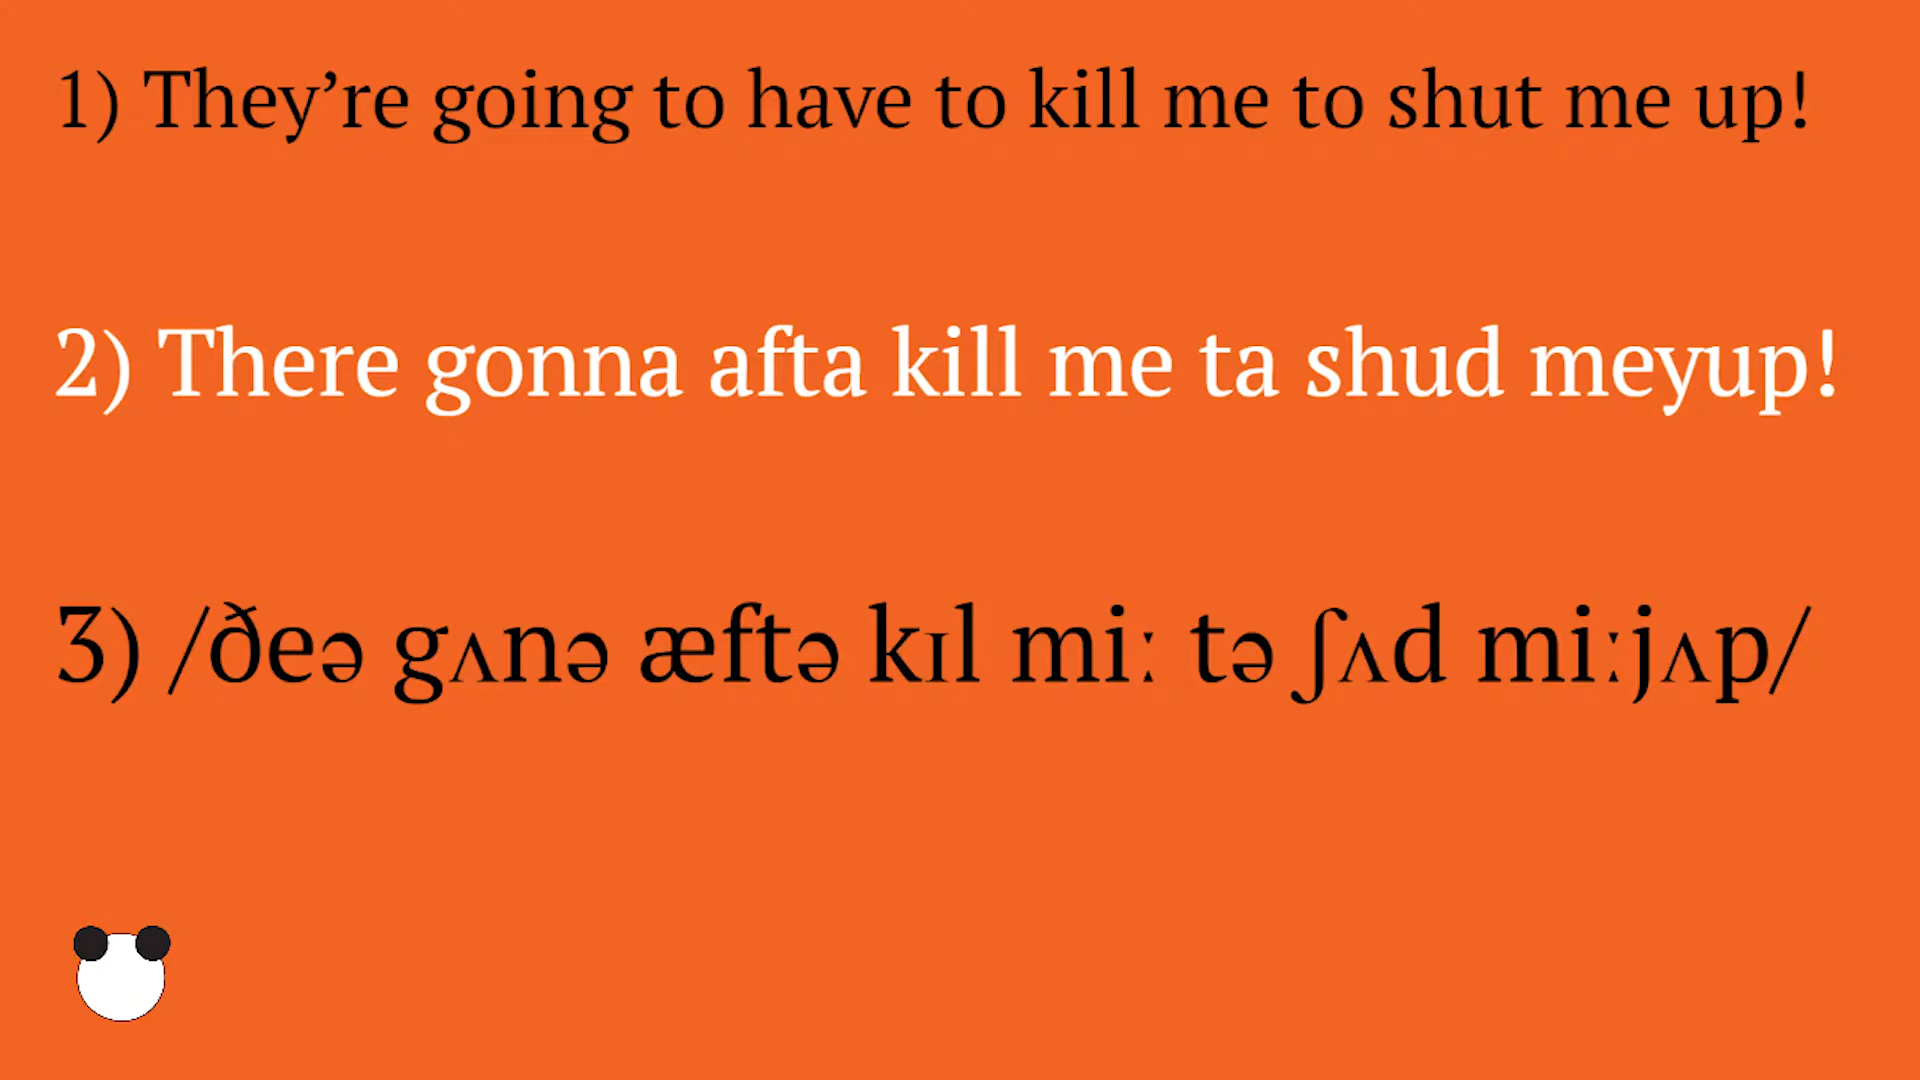 1) They’re going to have to kill me to shut me up!
2) There gonna afta kill me ta shud meyup!
3) /ðeə gʌnə æftə kɪl miː tə ʃʌd miːjʌp/